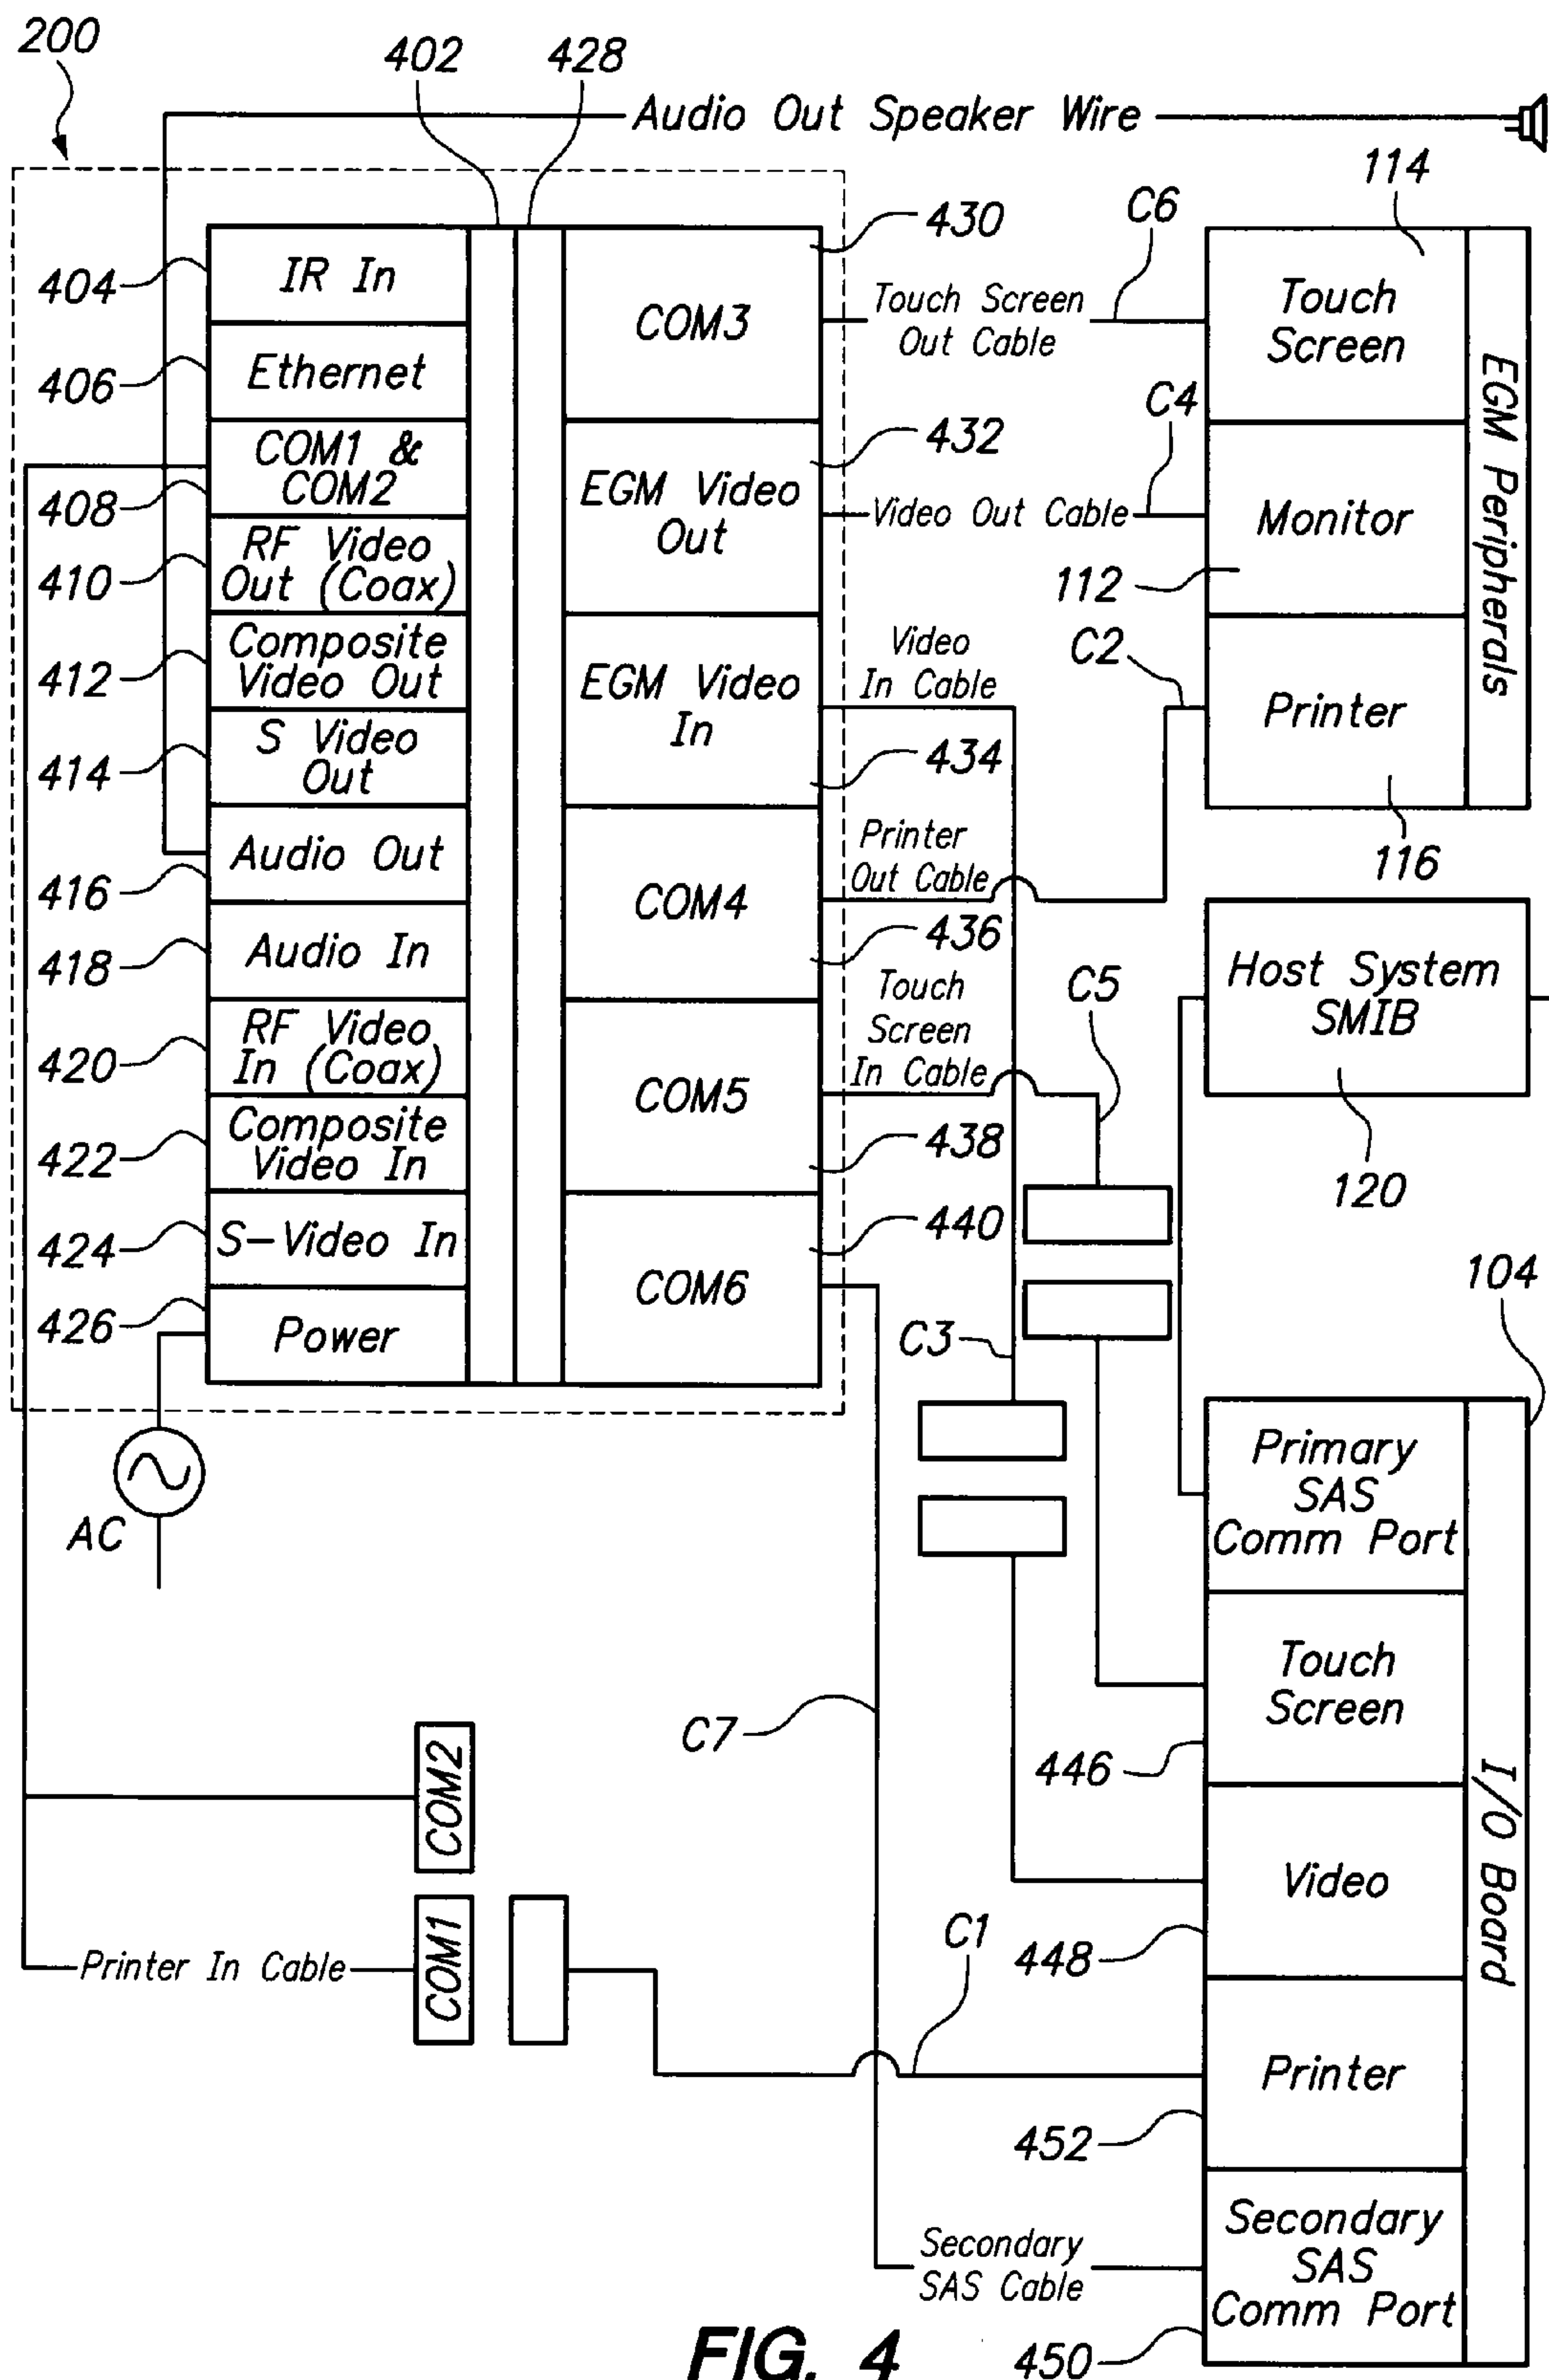 200
402
428
Audio Out Speaker Wire
114
430
C6
404
IR In
COM3
Touch Screen
Out Cable
Touch
Screen
406
Ethernet
C4
408
COM1 &
COM2
432
EGM Video
Out
Video Out Cable
Monitor
112
EGM Peripherals
410
RF Video
Out (Coax)
412
Composite
Video Out
EGM Video
In
Video
In Cable
C2
Printer
414
S Video
Out
434
416
Audio Out
Printer
Out Cable
116
COM4
436
418
Audio In
Touch
Screen
In Cable
C5
Host System
SMIB
120
420
RF Video
In (Coax)
COM5
438
422
Composite
Video In
424
S-Video In
440
COM6
426
Power
C3
104
AC
Primary
SAS
Comm Port
Touch
Screen
C7
446
COM2
I/O Board
Video
448
C1
Printer In Cable
COM1
Printer
452
Secondary
SAS Cable
Secondary
SAS
Comm Port
450
FIG. 4